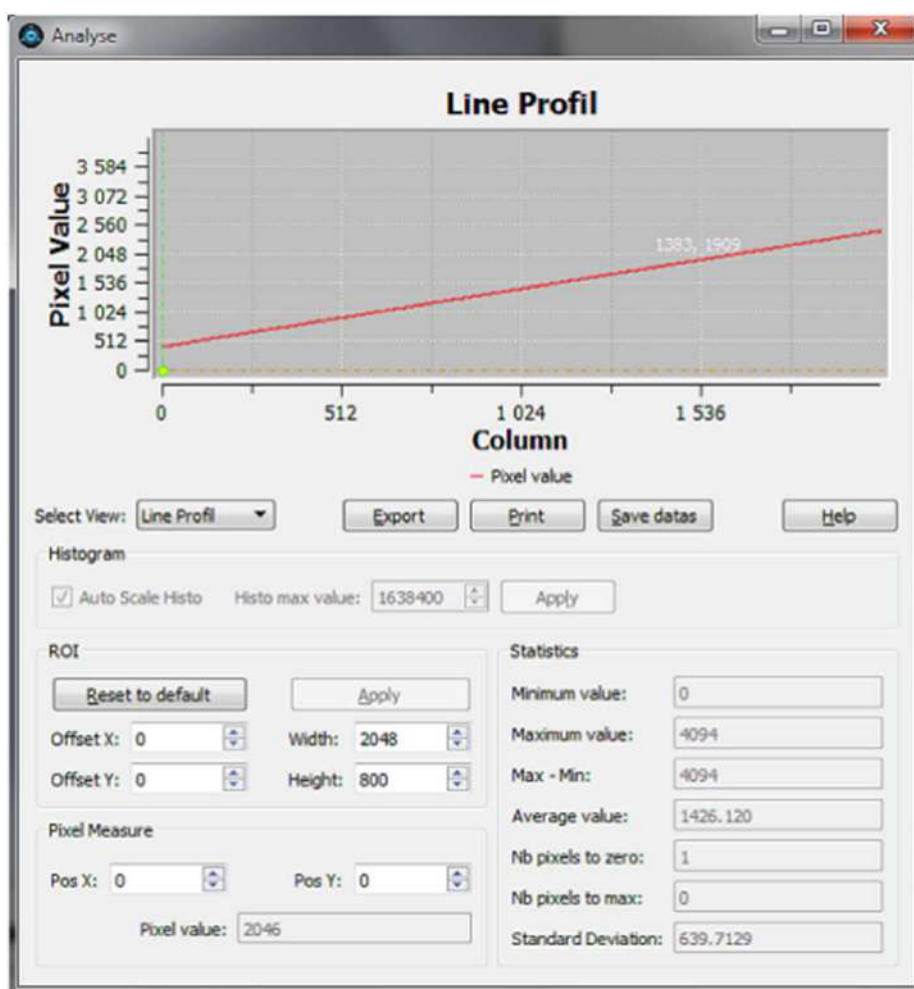 Analyse
Line Profil
Pixel Value
3 584
3 072
2 560
2 048
1 536
1 024
512
0
1383, 1909
0 512 1 024 1 536
Column
Pixel value
Select View: Line Profil Export Print Save datas Help
Histogram
Auto Scale Histo Histo max value: 1638400 Apply
ROI
Reset to default Apply
Offset X: 0 Width: 2048
Offset Y: 0 Height: 800
Pixel Measure
Pos X: 0 Pos Y: 0
Pixel value: 2046
Statistics
Minimum value: 0
Maximum value: 4094
Max - Min: 4094
Average value: 1426.120
Nb pixels to zero: 1
Nb pixels to max: 0
Standard Deviation: 639.7129